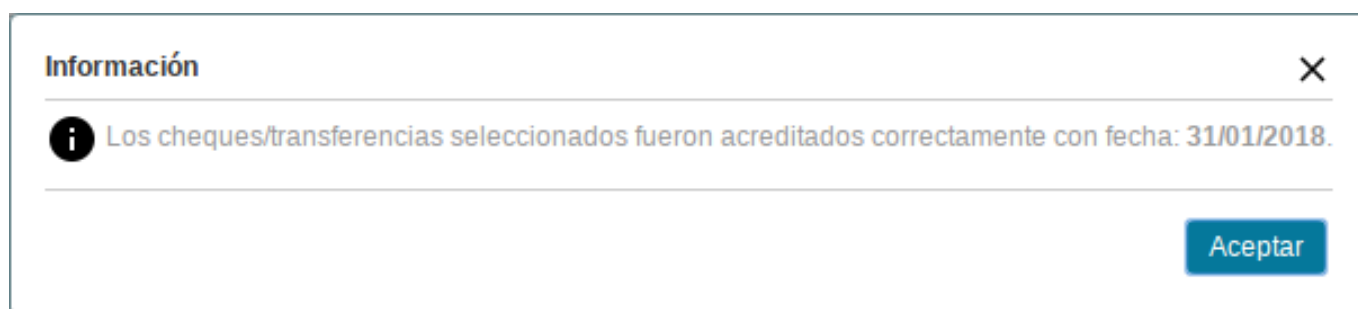 Información
Los cheques/transferencias seleccionados fueron acreditados correctamente con fecha: 31/01/2018.
Aceptar